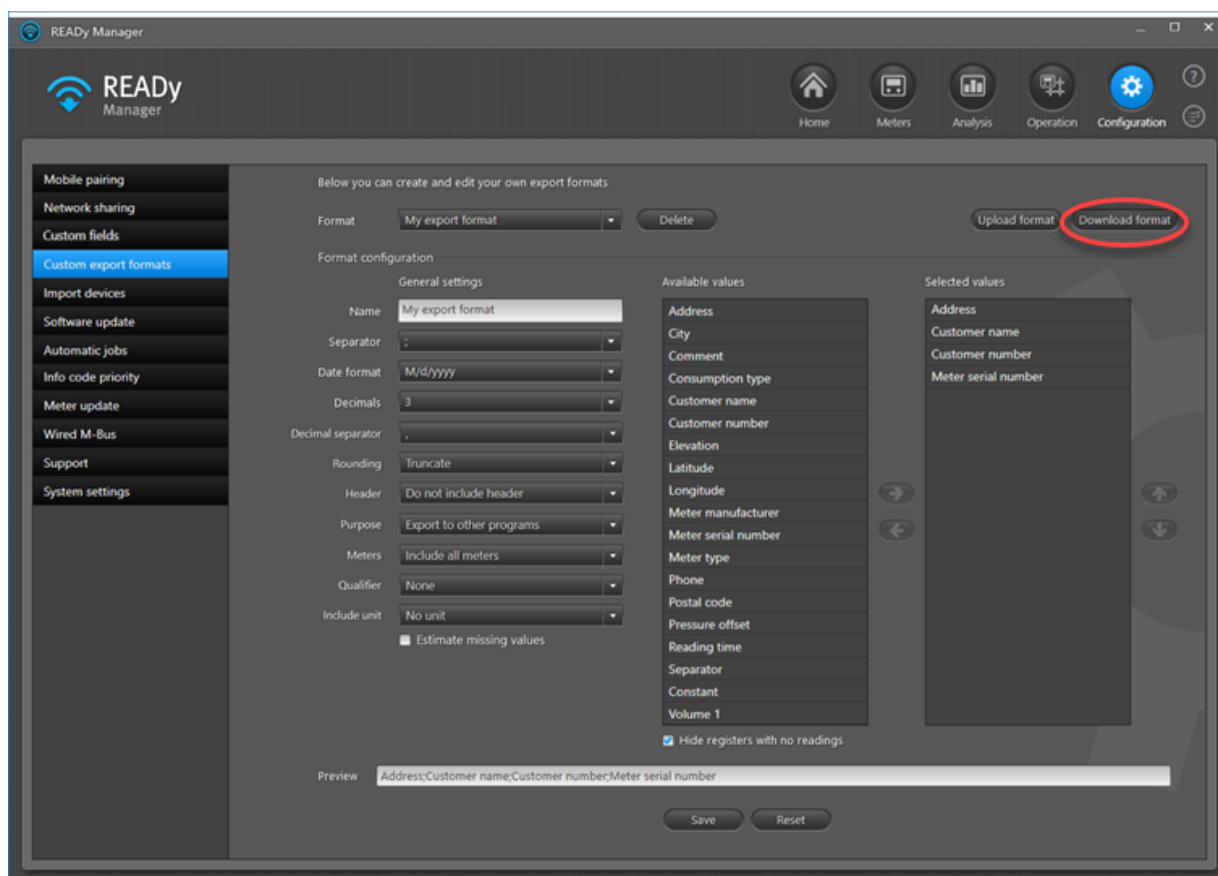 READy Manager
READy
Manager
Home
Meters
Analysis
Operation
Configuration
?
Mobile pairing
Network sharing
Custom fields
Custom export formats
Import devices
Software update
Automatic jobs
Info code priority
Meter update
Wired M-Bus
Support
System settings
Below you can create and edit your own export formats
Format My export format Delete Upload format Download format
Format configuration
General settings
Name My export format
Separator ;
Date format M/d/yyyy
Decimals 3
Decimal separator ,
Rounding Truncate
Header Do not include header
Purpose Export to other programs
Meters Include all meters
Qualifier None
Include unit No unit
Estimate missing values
Available values
Address
City
Comment
Consumption type
Customer name
Customer number
Elevation
Latitude
Longitude
Meter manufacturer
Meter serial number
Meter type
Phone
Postal code
Pressure offset
Reading time
Separator
Constant
Volume 1
Hide registers with no readings
Selected values
Address
Customer name
Customer number
Meter serial number
Preview Address;Customer name;Customer number;Meter serial number
Save Reset